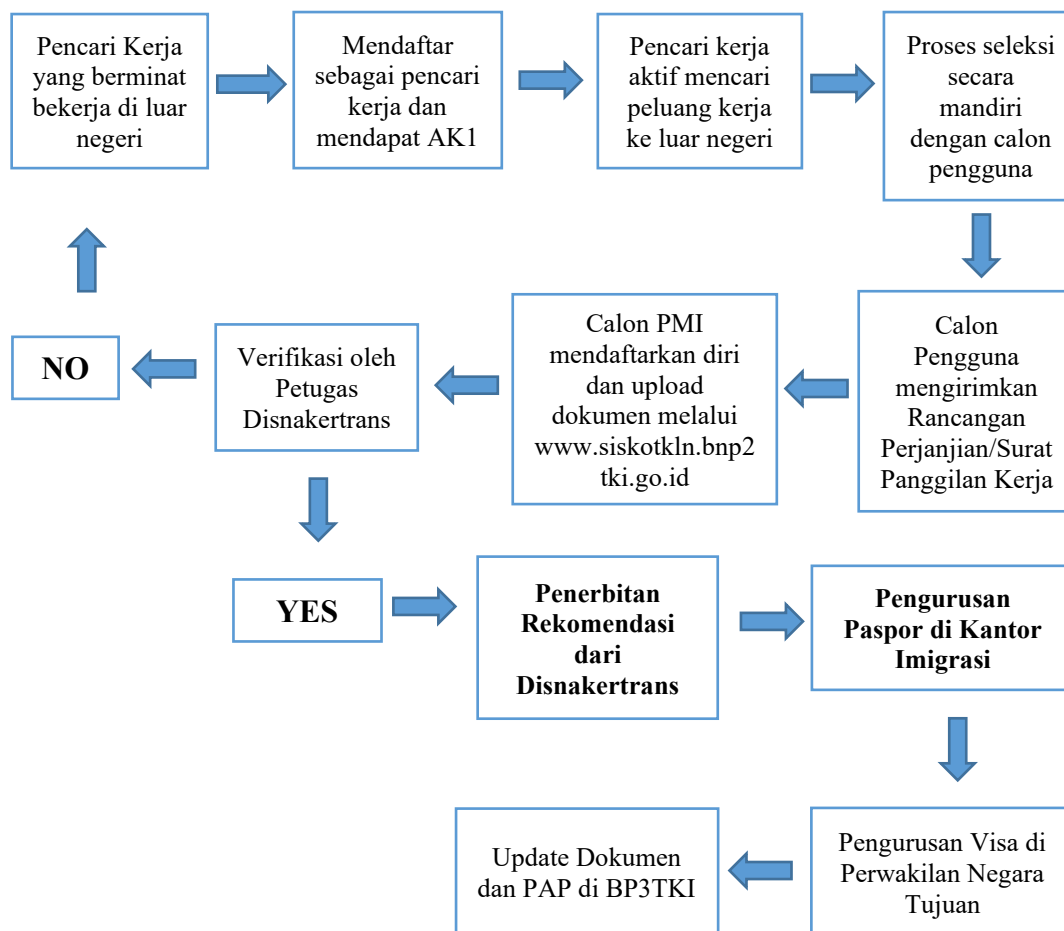 Pencari Kerja
yang berminat
bekerja di luar
negeri
Mendaftar
sebagai pencari
kerja dan
mendapat AK1
Pencari kerja
aktif mencari
peluang kerja
ke luar negeri
Proses seleksi
secara
mandiri
dengan calon
pengguna
Calon
Pengguna
mengirimkan
Rancangan
Perjanjian/Surat
Panggilan Kerja
Calon PMI
mendaftarkan diri
dan upload
dokumen melalui
www.siskotkln.bnp2
tki.go.id
Verifikasi oleh
Petugas
Disnakertrans
NO
YES
Penerbitan
Rekomendasi
dari
Disnakertrans
Pengurusan
Paspor di Kantor
Imigrasi
Pengurusan Visa di
Perwakilan Negara
Tujuan
Update Dokumen
dan PAP di BP3TKI